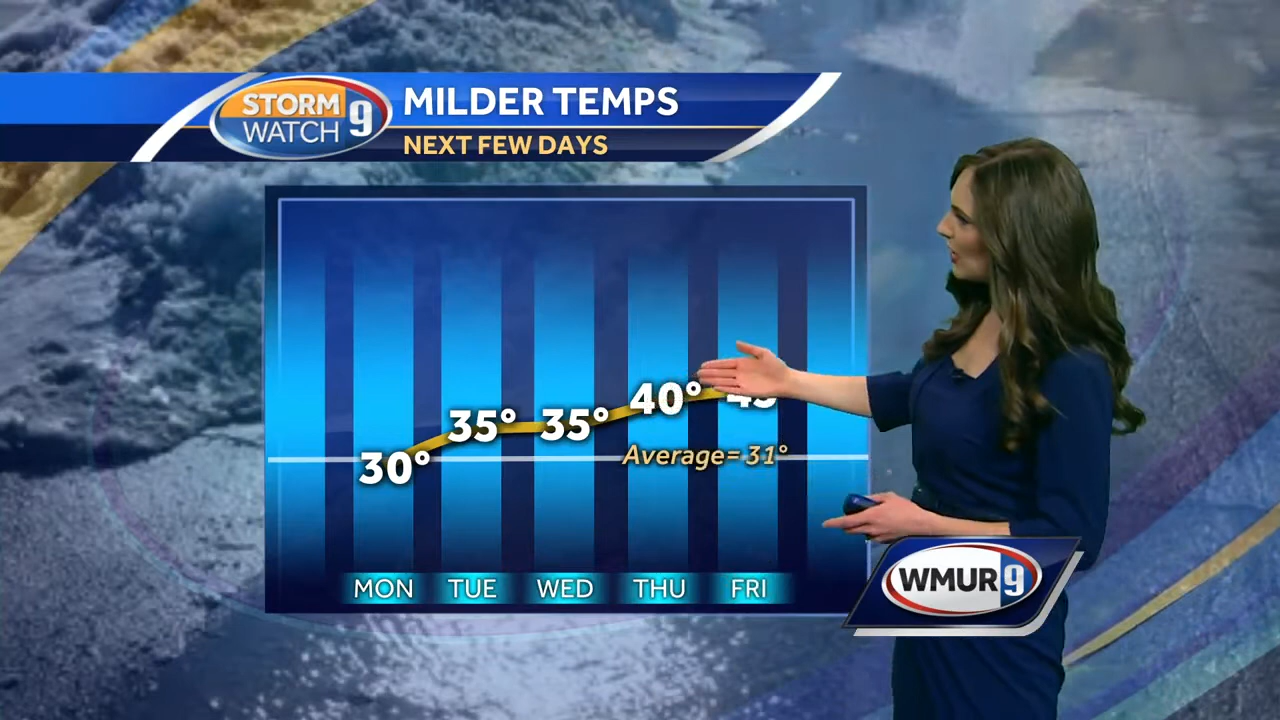 STORM
WATCH 9
MILDER TEMPS
NEXT FEW DAYS
30° 35° 35° 40°
Average= 31°
MON TUE WED THU FRI
WMUR 9